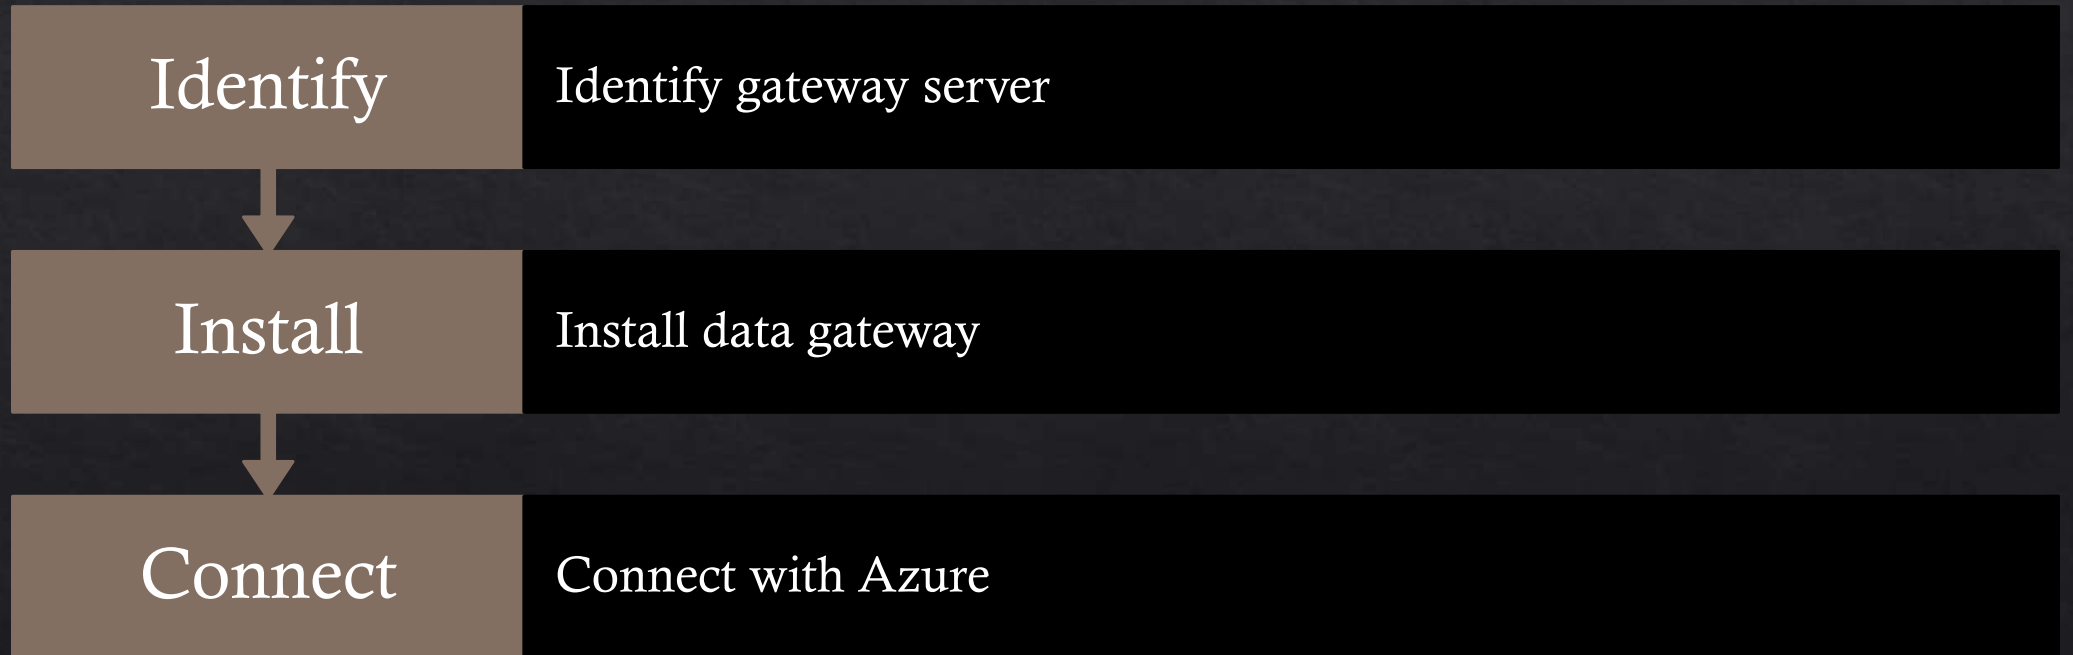 Identify
Identify gateway server
Install
Install data gateway
Connect
Connect with Azure